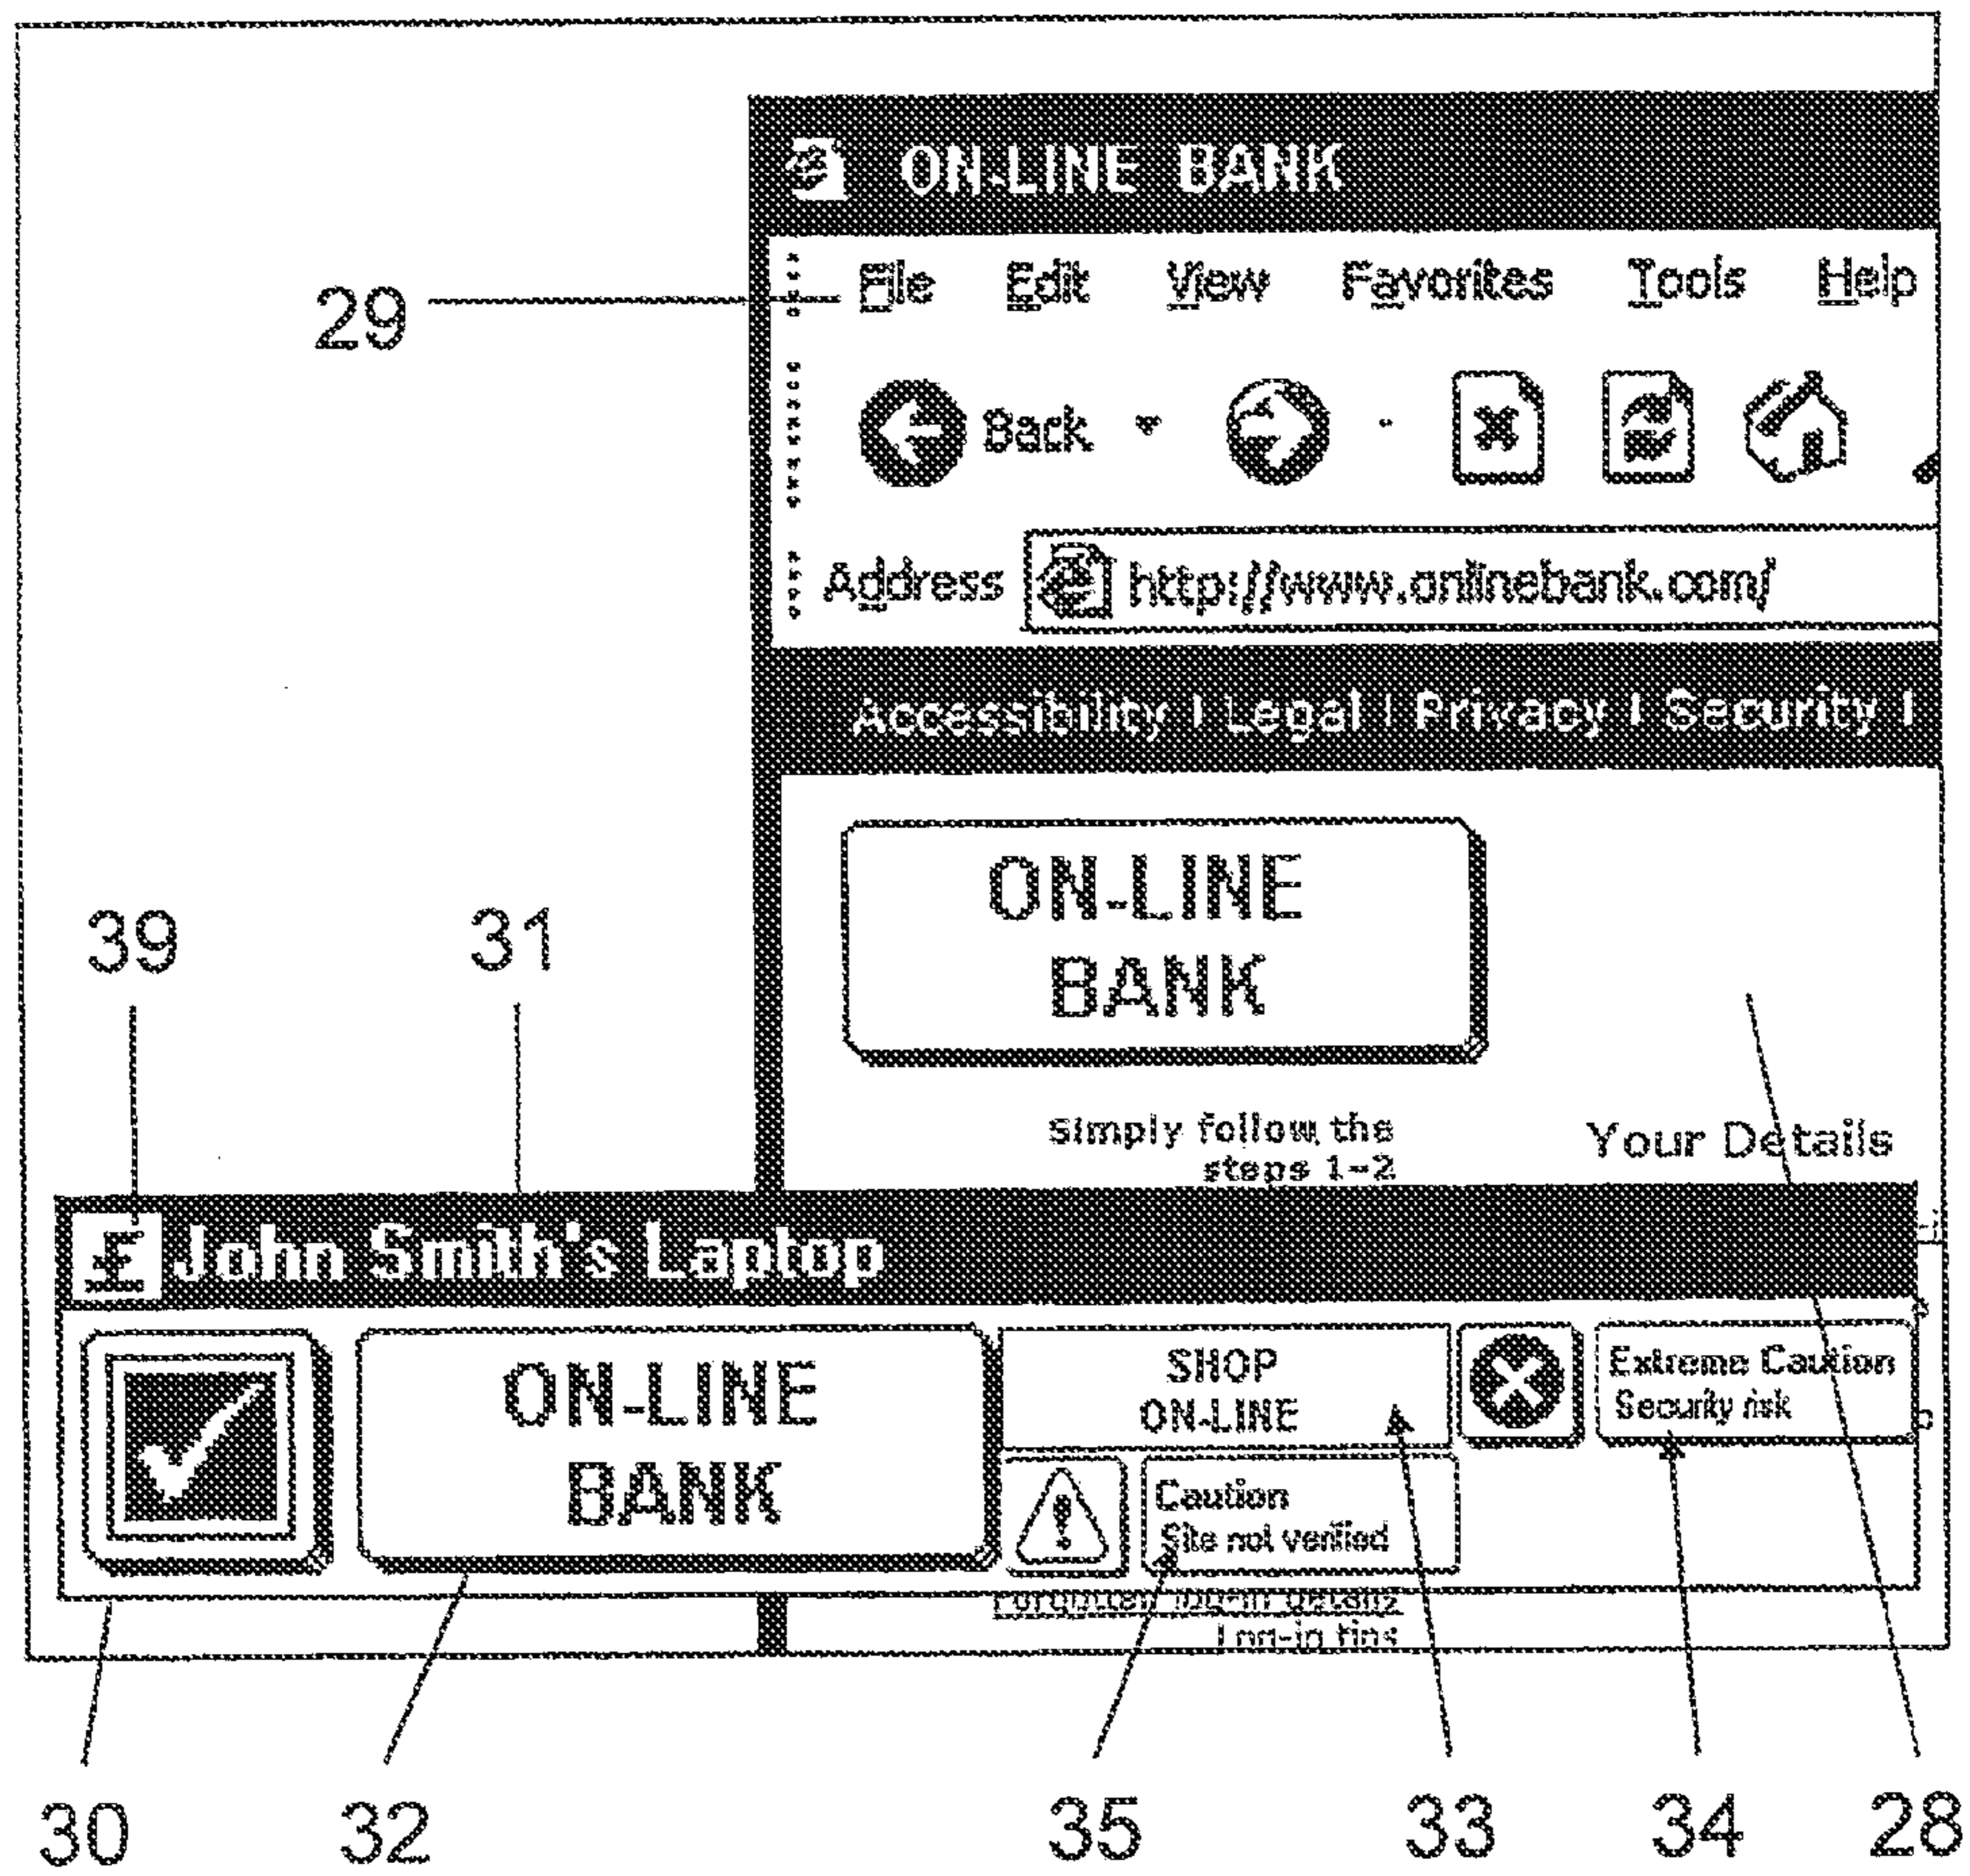 ON-LINE BANK
File Edit View Favorites Tools Help
29
Back
Address http://www.onlinebank.com/
Accessibility | Legal | Privacy | Security |
ON-LINE
BANK
39 31
Simply follow the
steps 1-2
Your Details
£ John Smith's Laptop
ON-LINE
BANK
SHOP
ON-LINE
Extreme Caution
Security risk
Caution
Site not verified
Log-in tips
30 32 35 33 34 28